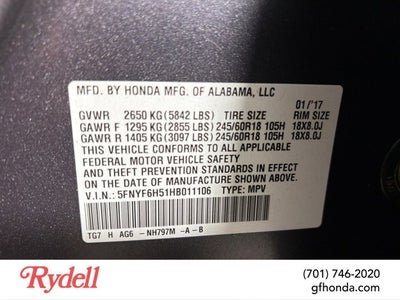 MFD. BY HONDA MFG. OF ALABAMA, LLC
01/'17
GVWR 2650 KG (5842 LBS) TIRE SIZE RIM SIZE
GAWR F 1295 KG (2855 LBS) 245/60R18 105H 18X8.0J
GAWR R 1405 KG (3097 LBS) 245/60R18 105H 18X8.0J
THIS VEHICLE CONFORMS TO ALL APPLICABLE
FEDERAL MOTOR VEHICLE SAFETY AND
THEFT PREVENTION STANDARDS IN EFFECT
ON THE DATE OF MANUFACTURE SHOWN ABOVE.
V.I.N.: 5FNYF6H51HB011106 TYPE: MPV
TG7 H AG6 -NH797M -A-B
Rydell
(701) 746-2020
gfhonda.com